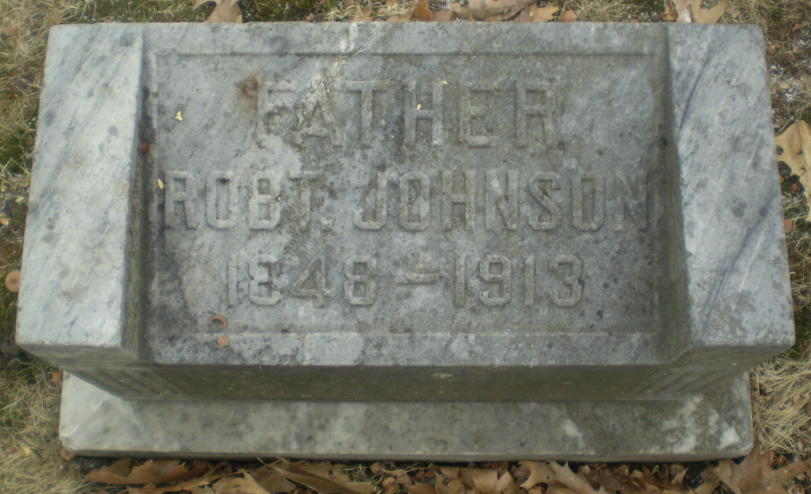 FATHER
ROBT. JOHNSON
1848-1913